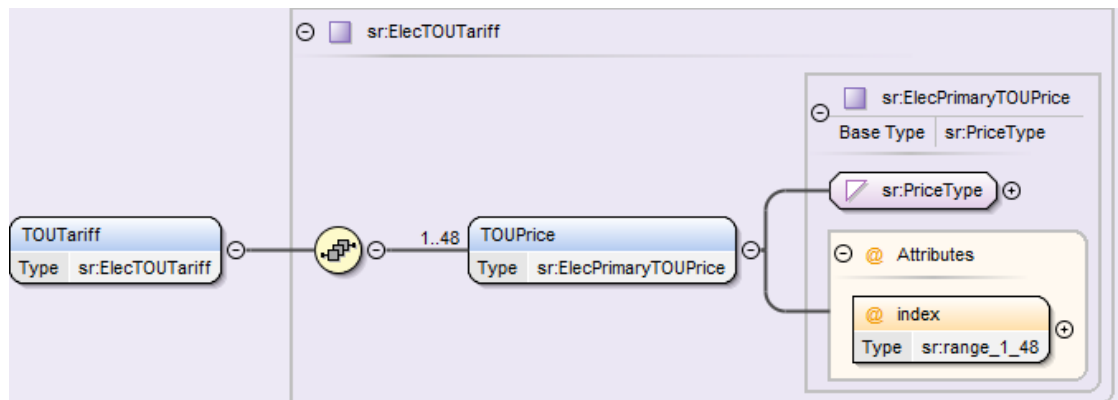 sr:ElecTOUTariff
sr:ElecPrimaryTOUPrice
Base Type sr:PriceType
sr:PriceType
TOUTariff
Type sr:ElecTOUTariff
1..48
TOUPrice
Type sr:ElecPrimaryTOUPrice
@ Attributes
@ index
Type sr:range_1_48